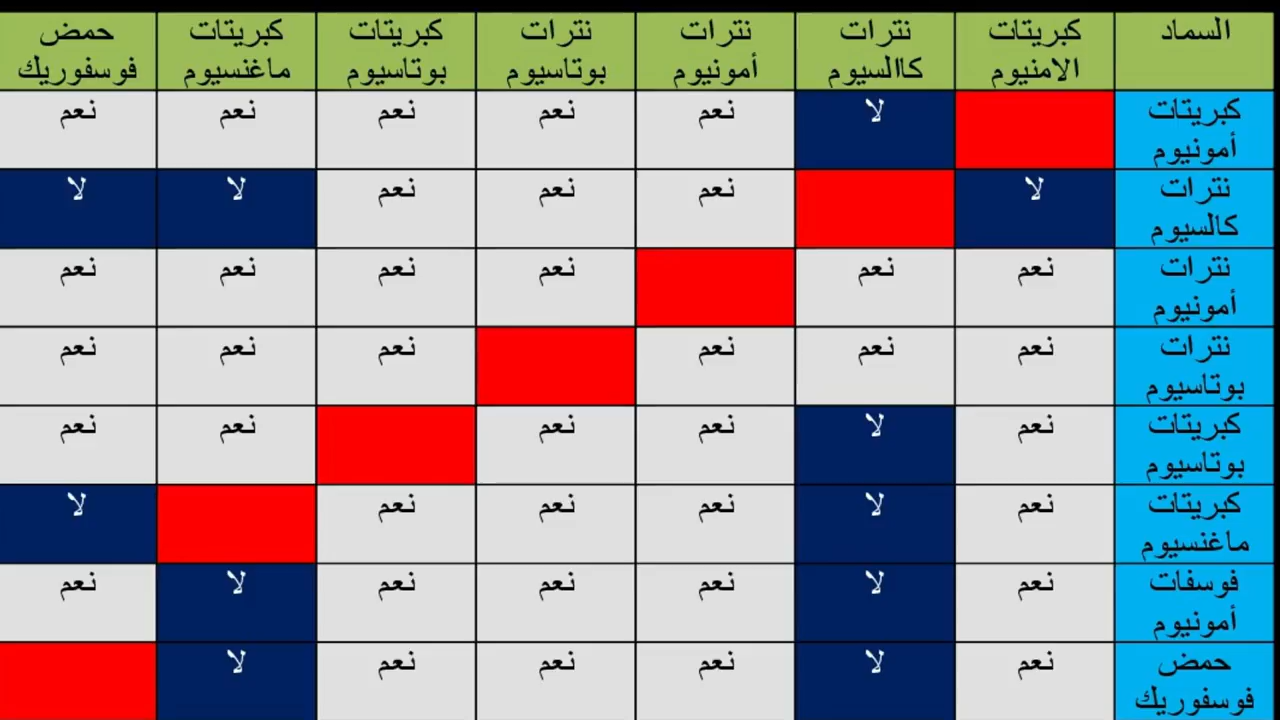 السماد كبريتات الامنيوم نترات كاالسيوم نترات أمونيوم نترات بوتاسيوم كبريتات بوتاسيوم كبريتات ماغنسيوم حمض فوسفوريك
كبريتات أمونيوم لا نعم نعم نعم نعم نعم
نترات كالسيوم لا نعم نعم نعم لا لا
نترات أمونيوم نعم نعم نعم نعم نعم نعم
نترات بوتاسيوم نعم نعم نعم نعم نعم نعم
كبريتات بوتاسيوم نعم لا نعم نعم نعم نعم
كبريتات ماغنسيوم نعم لا نعم نعم نعم لا
فوسفات أمونيوم نعم لا نعم نعم نعم لا نعم
حمض فوسفوريك نعم لا نعم نعم نعم لا